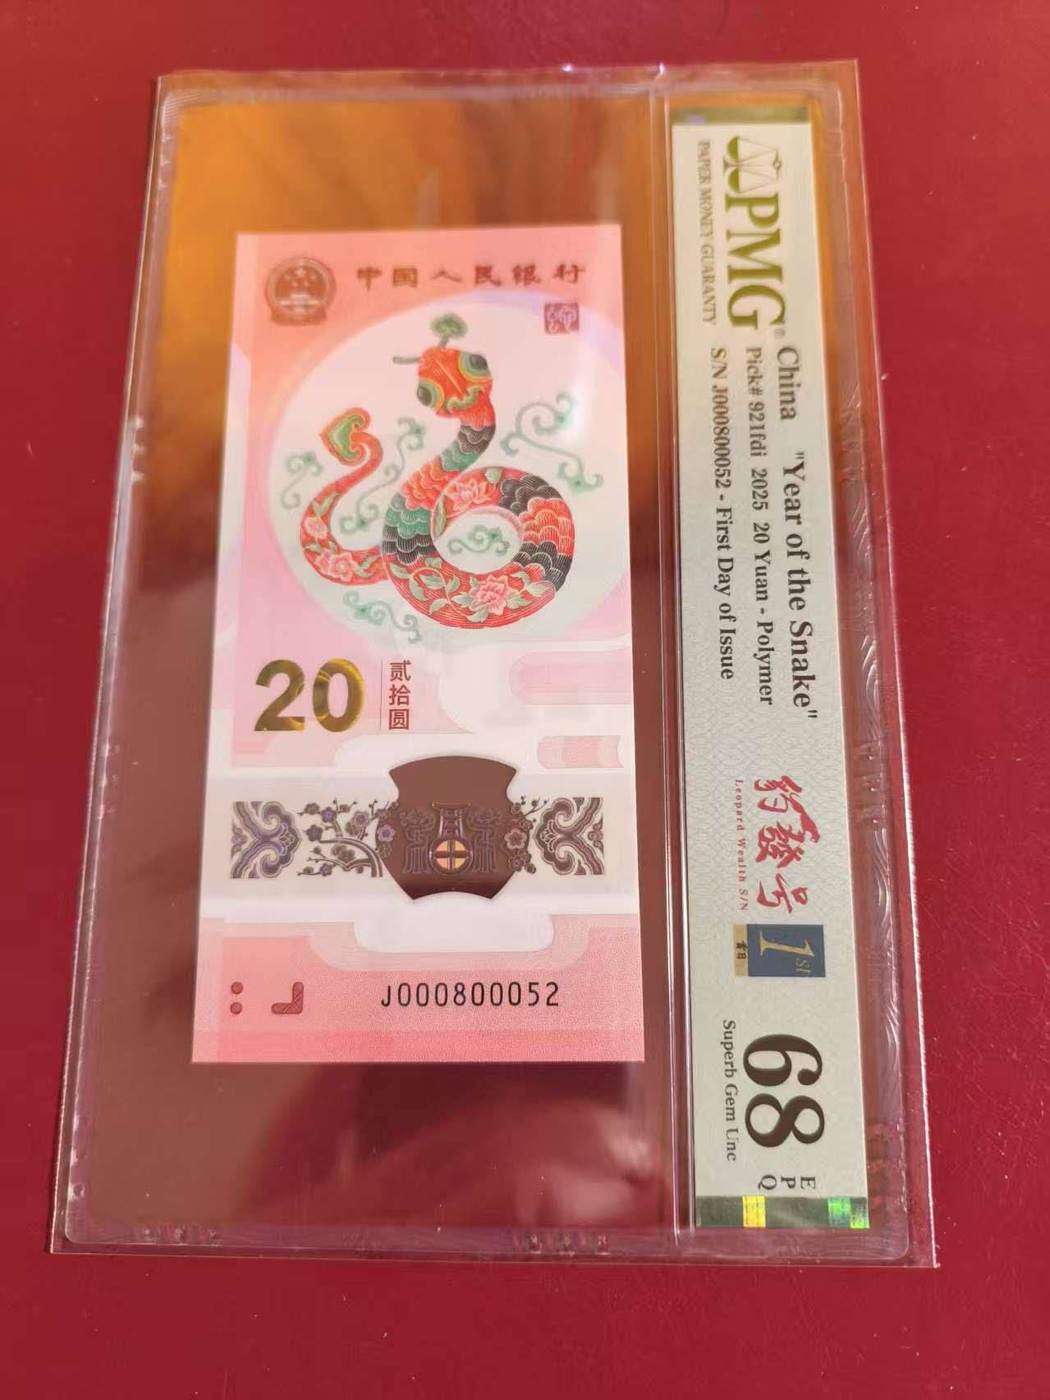 中国人民银行
20
贰拾圆
J000800052
PMG
PAPER MONEY GUARANTY
China "Year of the Snake"
Pick# 921fdi 2025 20 Yuan - Polymer
S/N J000800052 - First Day of Issue
豹發号
Leopard Wealth S/N
1st
首日
68
EPQ
Superb Gem Unc